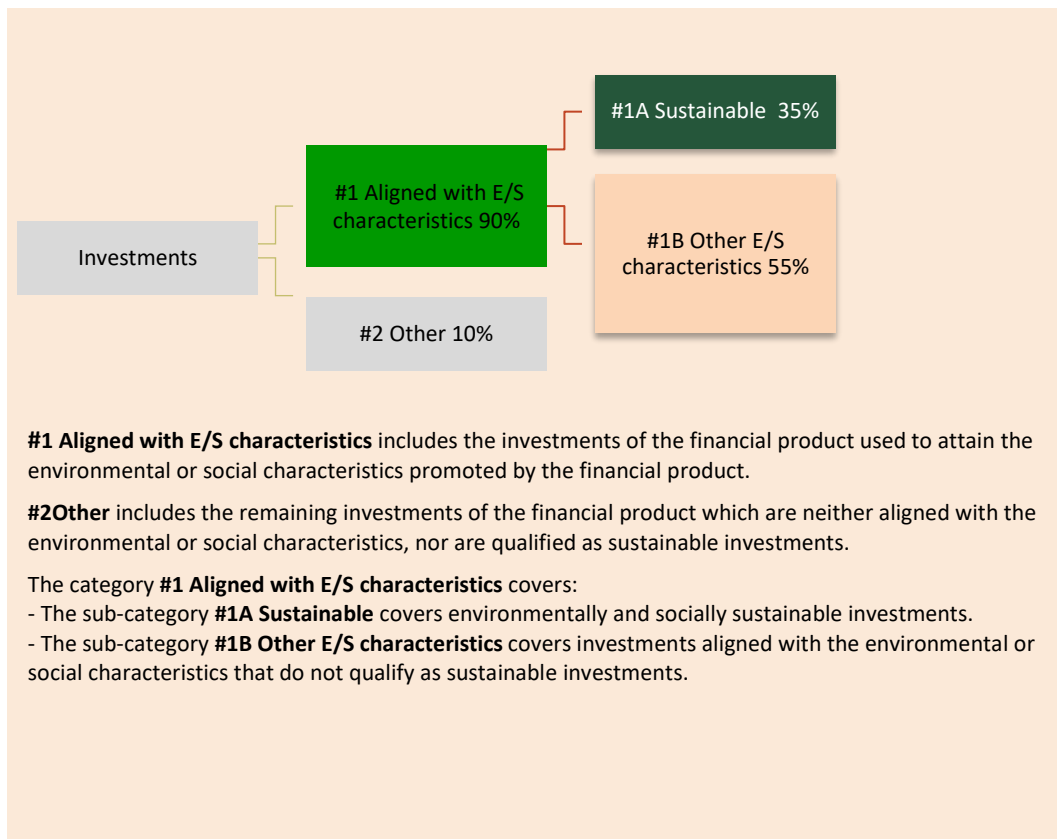 #1A Sustainable 35%
#1 Aligned with E/S
characteristics 90%
#1B Other E/S
characteristics 55%
Investments
#2 Other 10%
#1 Aligned with E/S characteristics includes the investments of the financial product used to attain the
environmental or social characteristics promoted by the financial product.
#2Other includes the remaining investments of the financial product which are neither aligned with the
environmental or social characteristics, nor are qualified as sustainable investments.
The category #1 Aligned with E/S characteristics covers:
- The sub-category #1A Sustainable covers environmentally and socially sustainable investments.
- The sub-category #1B Other E/S characteristics covers investments aligned with the environmental or
social characteristics that do not qualify as sustainable investments.